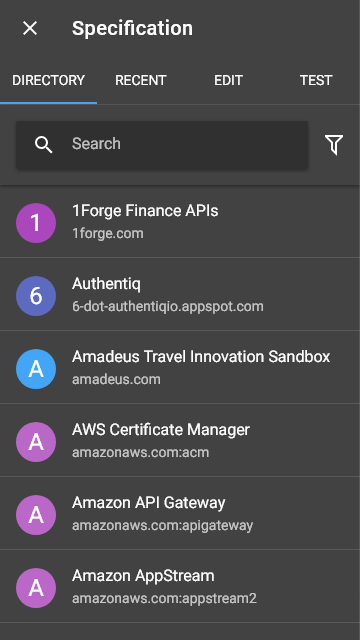 Specification
DIRECTORY
RECENT
EDIT
TEST
Search
1
1Forge Finance APIs
1forge.com
6
Authentiq
6-dot-authentiqio.appspot.com
A
Amadeus Travel Innovation Sandbox
amadeus.com
A
AWS Certificate Manager
amazonaws.com:acm
A
Amazon API Gateway
amazonaws.com:apigateway
A
Amazon AppStream
amazonaws.com:appstream2